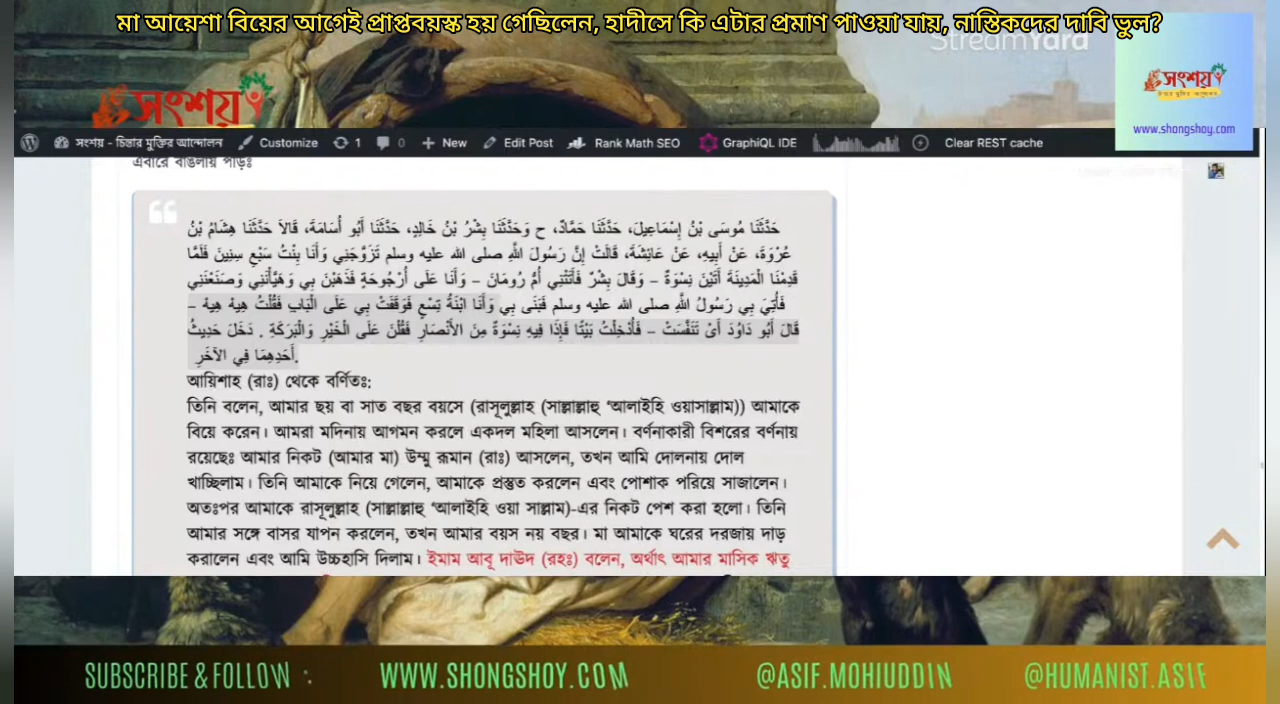 মা আয়েশা বিয়ের আগেই প্রাপ্তবয়স্ক হয় গেছিলেন, হাদীসে কি এটার প্রমাণ পাওয়া যায়, নাস্তিকদের দাবি ভুল?
StreamYard
সংশয়
সংশয়
www.shongshoy.com
সংশয় - চিন্তার মুক্তির আন্দোলন Customize 1 0 New Edit Post Rank Math SEO GraphiQL IDE Clear REST cache
এবারে বাঙলায় পড়িঃ
حَدَّثَنَا مُوسَى بْنُ إِسْمَاعِيلَ، حَدَّثَنَا حَمَّادٌ، ح وَحَدَّثَنَا بِشْرُ بْنُ خَالِدٍ، حَدَّثَنَا أَبُو أُسَامَةَ، قَالاَ حَدَّثَنَا هِشَامُ بْنُ
عُرْوَةَ، عَنْ أَبِيهِ، عَنْ عَائِشَةَ، قَالَتْ إِنَّ رَسُولَ اللَّهِ صلى الله عليه وسلم تَزَوَّجَنِي وَأَنَا بِنْتُ سَبْعِ سِنِينَ فَلَمَّا
قَدِمْنَا الْمَدِينَةَ أَتَيْنَ نِسْوَةٌ - وَقَالَ بِشْرٌ فَأَتَتْنِي أُمُّ رُومَانَ - وَأَنَا عَلَى أُرْجُوحَةٍ فَذَهَبْنَ بِي وَهَيَّأْنَنِي وَصَنَعْنَنِي
فَأُتِيَ بِي رَسُولُ اللَّهِ صلى الله عليه وسلم فَبَنَى بِي وَأَنَا ابْنَةُ تِسْعٍ فَوَقَفَتْ بِي عَلَى الْبَابِ فَقُلْتُ هِيهْ هِيهْ -
قَالَ أَبُو دَاوُدَ أَىْ تَنَفَّسَتْ - فَأُدْخِلْتُ بَيْتًا فَإِذَا فِيهِ نِسْوَةٌ مِنَ الأَنْصَارِ فَقُلْنَ عَلَى الْخَيْرِ وَالْبَرَكَةِ . دَخَلَ حَدِيثُ
أَحَدِهِمَا فِي الآخَرِ.
আয়িশাহ (রাঃ) থেকে বর্ণিতঃ:
তিনি বলেন, আমার ছয় বা সাত বছর বয়সে (রাসূলুল্লাহ (সাল্লাল্লাহু 'আলাইহি ওয়াসাল্লাম)) আমাকে
বিয়ে করেন। আমরা মদিনায় আগমন করলে একদল মহিলা আসলেন। বর্ণনাকারী বিশরের বর্ণনায়
রয়েছেঃ আমার নিকট (আমার মা) উম্মু রূমান (রাঃ) আসলেন, তখন আমি দোলনায় দোল
খাচ্ছিলাম। তিনি আমাকে নিয়ে গেলেন, আমাকে প্রস্তুত করলেন এবং পোশাক পরিয়ে সাজালেন।
অতঃপর আমাকে রাসূলুল্লাহ (সাল্লাল্লাহু 'আলাইহি ওয়া সাল্লাম)-এর নিকট পেশ করা হলো। তিনি
আমার সঙ্গে বাসর যাপন করলেন, তখন আমার বয়স নয় বছর। মা আমাকে ঘরের দরজায় দাড়
করালেন এবং আমি উচ্চহাসি দিলাম। ইমাম আবূ দাঊদ (রহঃ) বলেন, অর্থাৎ আমার মাসিক ঋতু
SUBSCRIBE & FOLLOW : WWW.SHONGSHOY.COM @ASIF.MOHIUDDIN @HUMANIST.ASIF